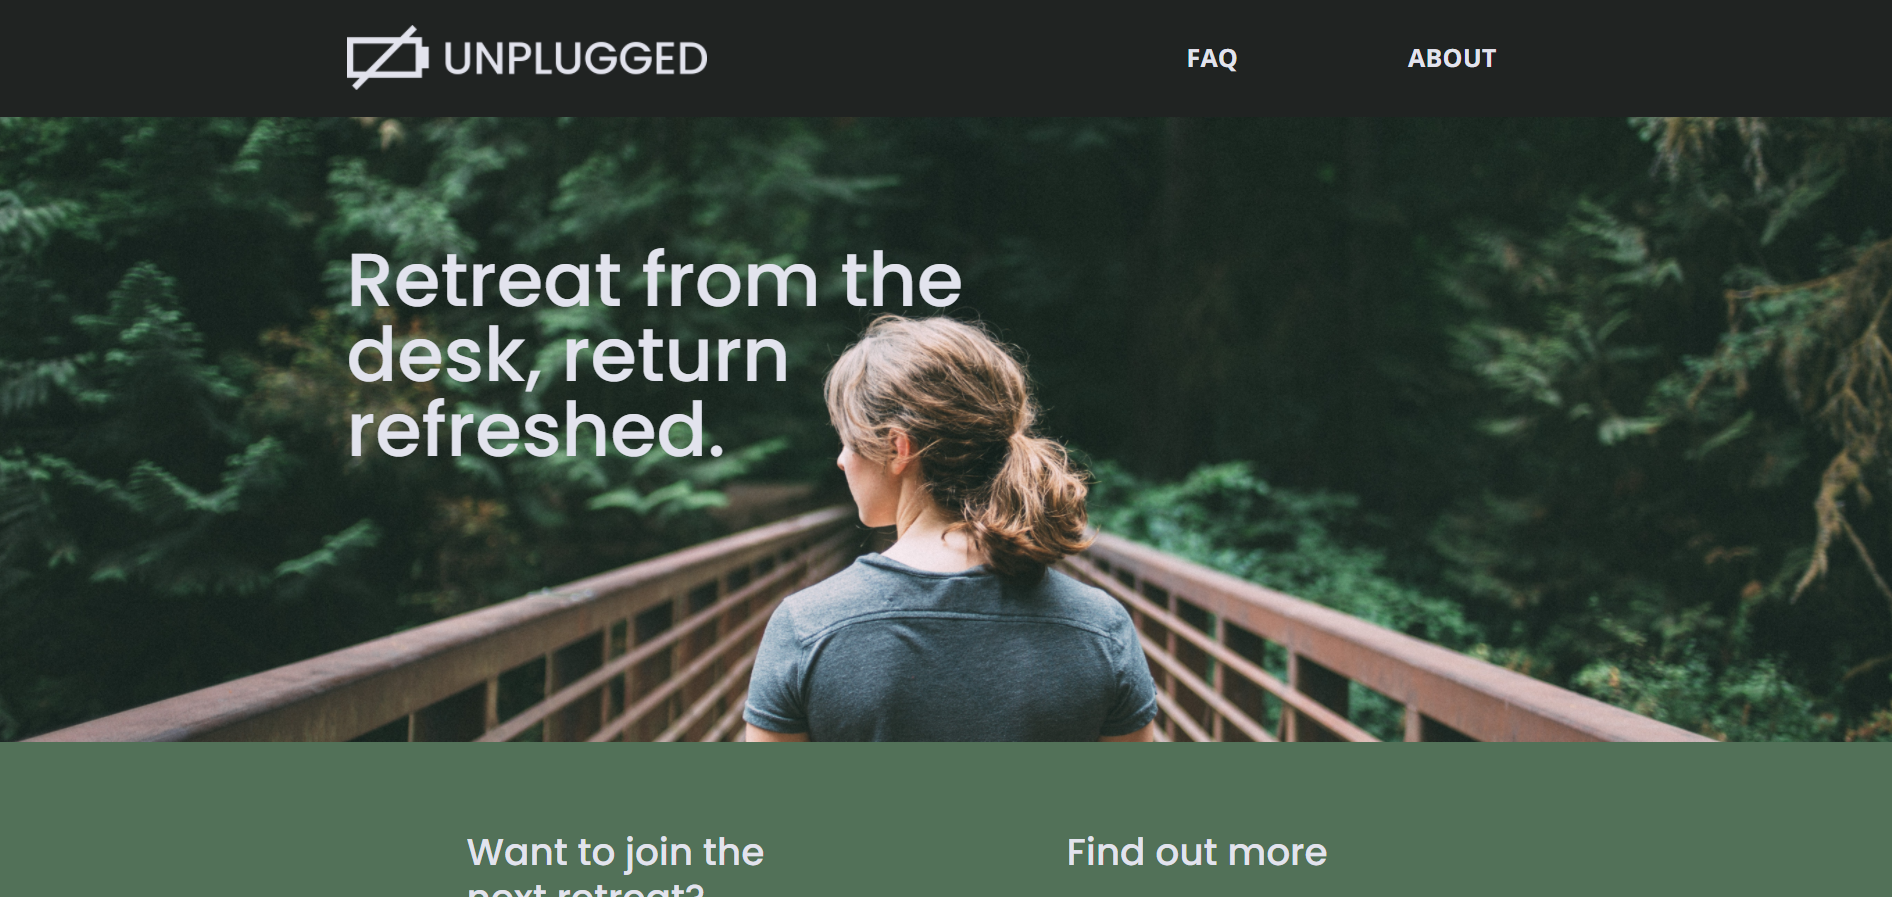 UNPLUGGED
FAQ
ABOUT
Retreat from the
desk, return
refreshed.
Want to join the
next retreat?
Find out more